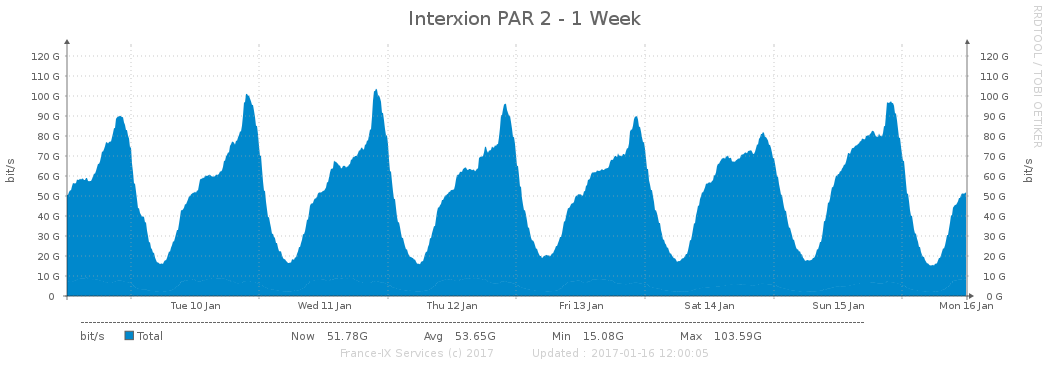 Interxion PAR 2 - 1 Week
RRDTOOL / TOBI OETIKER
bit/s
120 G 120 G
110 G 110 G
100 G 100 G
90 G 90 G
80 G 80 G
70 G 70 G
60 G 60 G
50 G 50 G
40 G 40 G
30 G 30 G
20 G 20 G
10 G 10 G
0 0 G
bit/s
Tue 10 Jan Wed 11 Jan Thu 12 Jan Fri 13 Jan Sat 14 Jan Sun 15 Jan Mon 16 Jan
bit/s Total Now 51.78G Avg 53.65G Min 15.08G Max 103.59G
France-IX Services (c) 2017 Updated : 2017-01-16 12:00:05